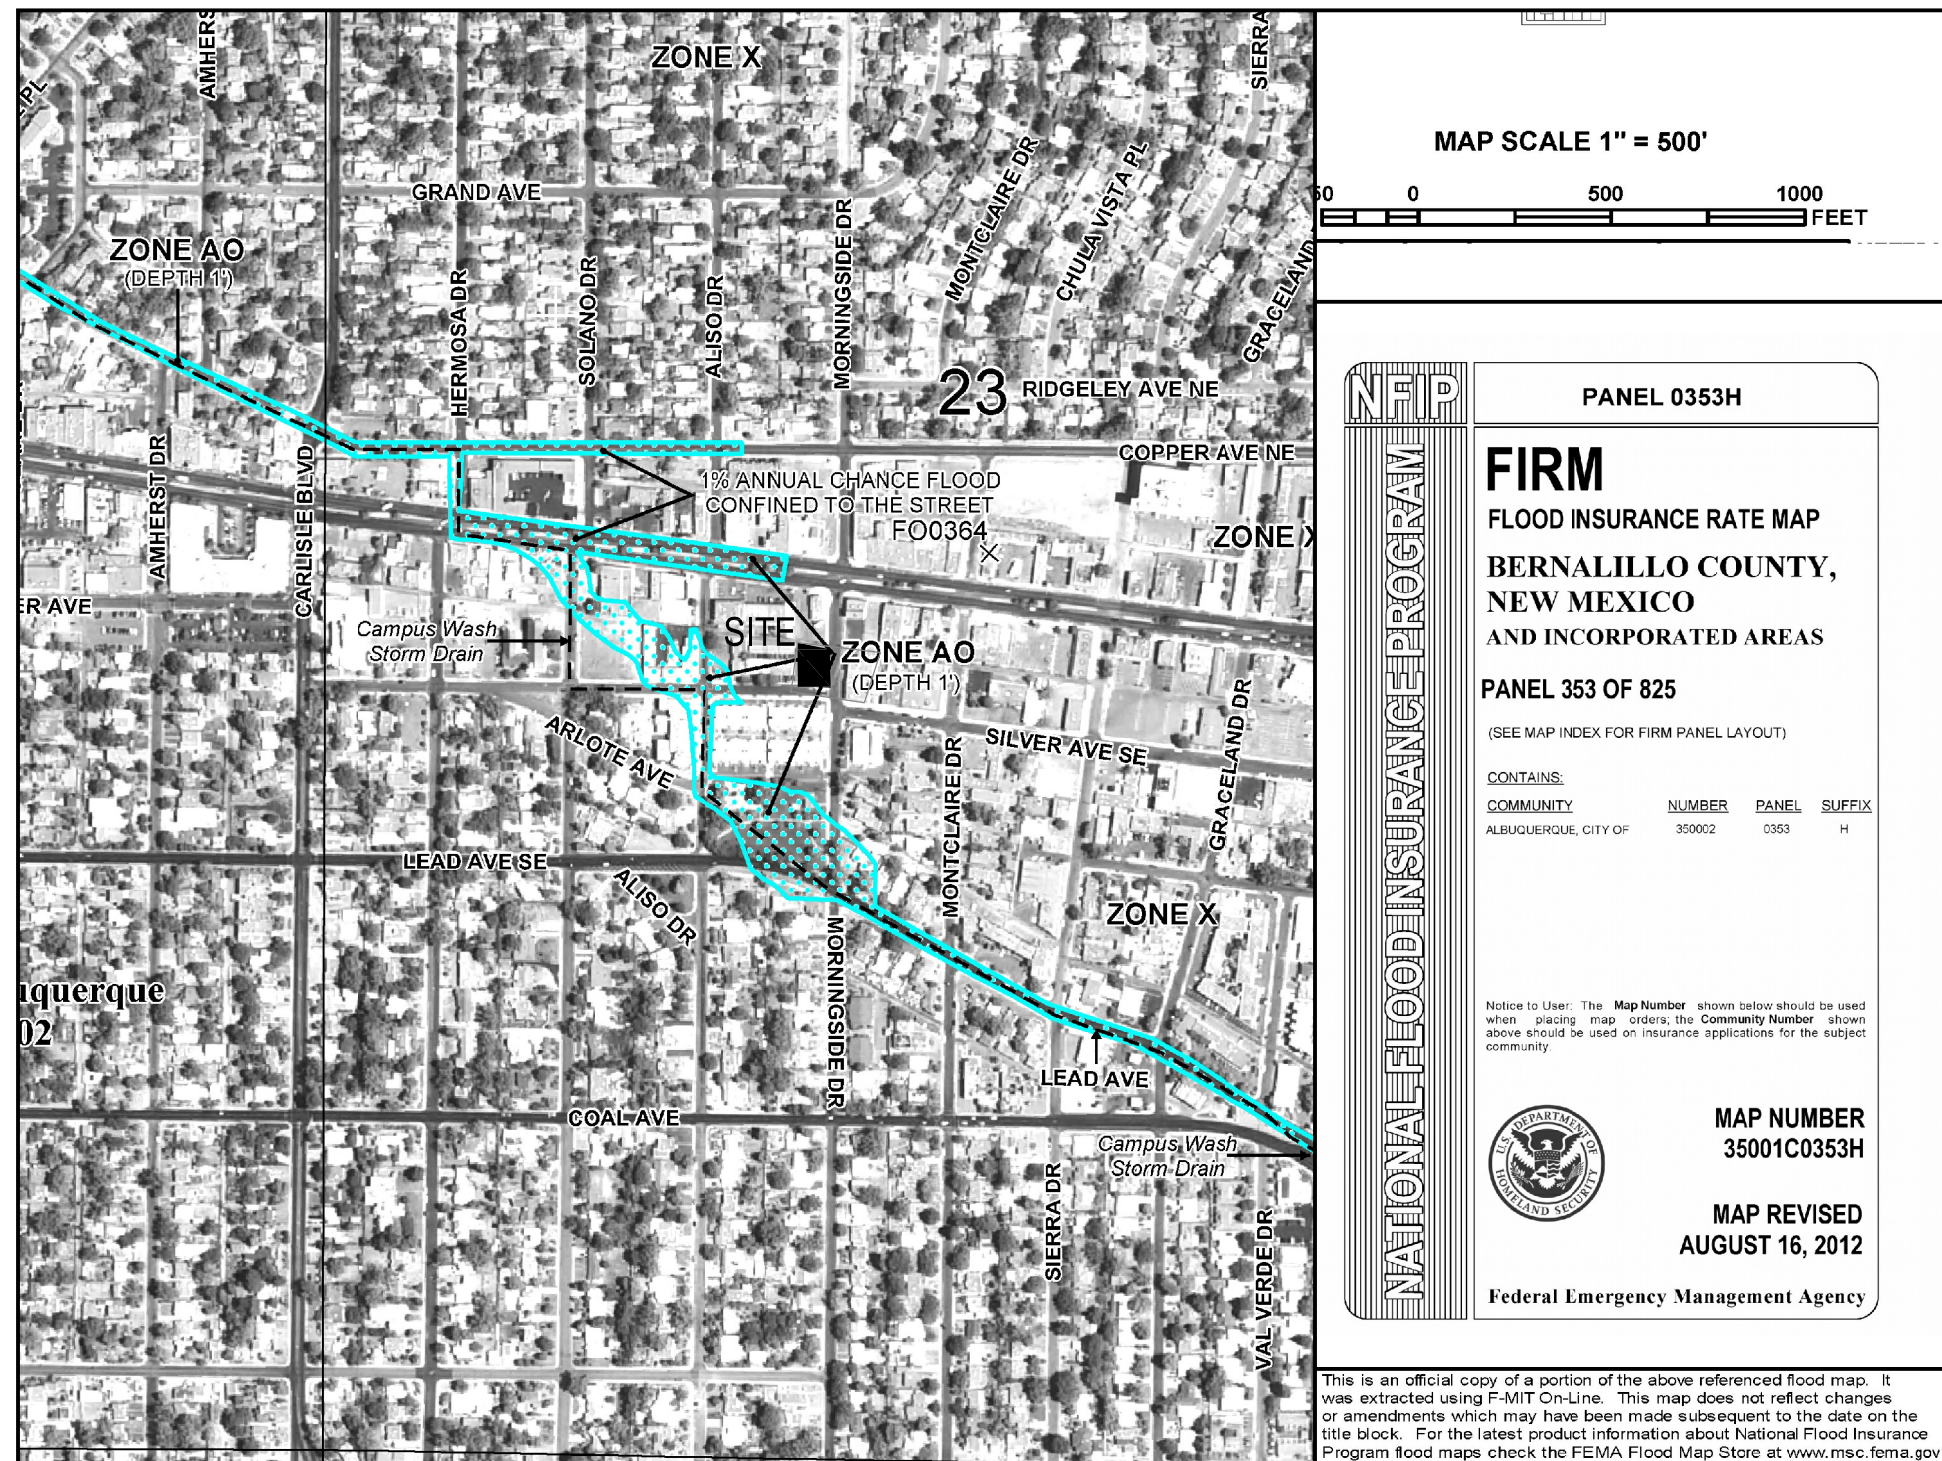 AMHERS
ZONE X
SIERRA
PL
GRAND AVE
ZONE AO
(DEPTH 1')
HERMOSA DR
SOLANO DR
ALISO DR
MORNINGSIDE DR
MONTCLAIRE DR
CHULA VISTA PL
GRACELAND
23
RIDGELEY AVE NE
COPPER AVE NE
AMHERST DR
CARLISLE BLVD
1% ANNUAL CHANCE FLOOD
CONFINED TO THE STREET
FO0364
ZONE X
ER AVE
Campus Wash
Storm Drain
SITE
ZONE AO
(DEPTH 1')
ARLOTE AVE
SILVER AVE SE
MONTCLAIRE DR
GRACELAND DR
LEAD AVE SE
ALISO DR
MORNINGSIDE DR
ZONE X
uquerque
02
LEAD AVE
COAL AVE
Campus Wash
Storm Drain
SIERRA DR
VAL VERDE DR
MAP SCALE 1" = 500'
50 0 500 1000
FEET
NFIP
PANEL 0353H
NATIONAL FLOOD INSURANCE PROGRAM
FIRM
FLOOD INSURANCE RATE MAP
BERNALILLO COUNTY,
NEW MEXICO
AND INCORPORATED AREAS
PANEL 353 OF 825
(SEE MAP INDEX FOR FIRM PANEL LAYOUT)
CONTAINS:
COMMUNITY NUMBER PANEL SUFFIX
ALBUQUERQUE, CITY OF 350002 0353 H
Notice to User: The Map Number shown below should be used
when placing map orders; the Community Number shown
above should be used on insurance applications for the subject
community.
U.S. DEPARTMENT OF HOMELAND SECURITY
MAP NUMBER
35001C0353H
MAP REVISED
AUGUST 16, 2012
Federal Emergency Management Agency
This is an official copy of a portion of the above referenced flood map. It
was extracted using F-MIT On-Line. This map does not reflect changes
or amendments which may have been made subsequent to the date on the
title block. For the latest product information about National Flood Insurance
Program flood maps check the FEMA Flood Map Store at www.msc.fema.gov